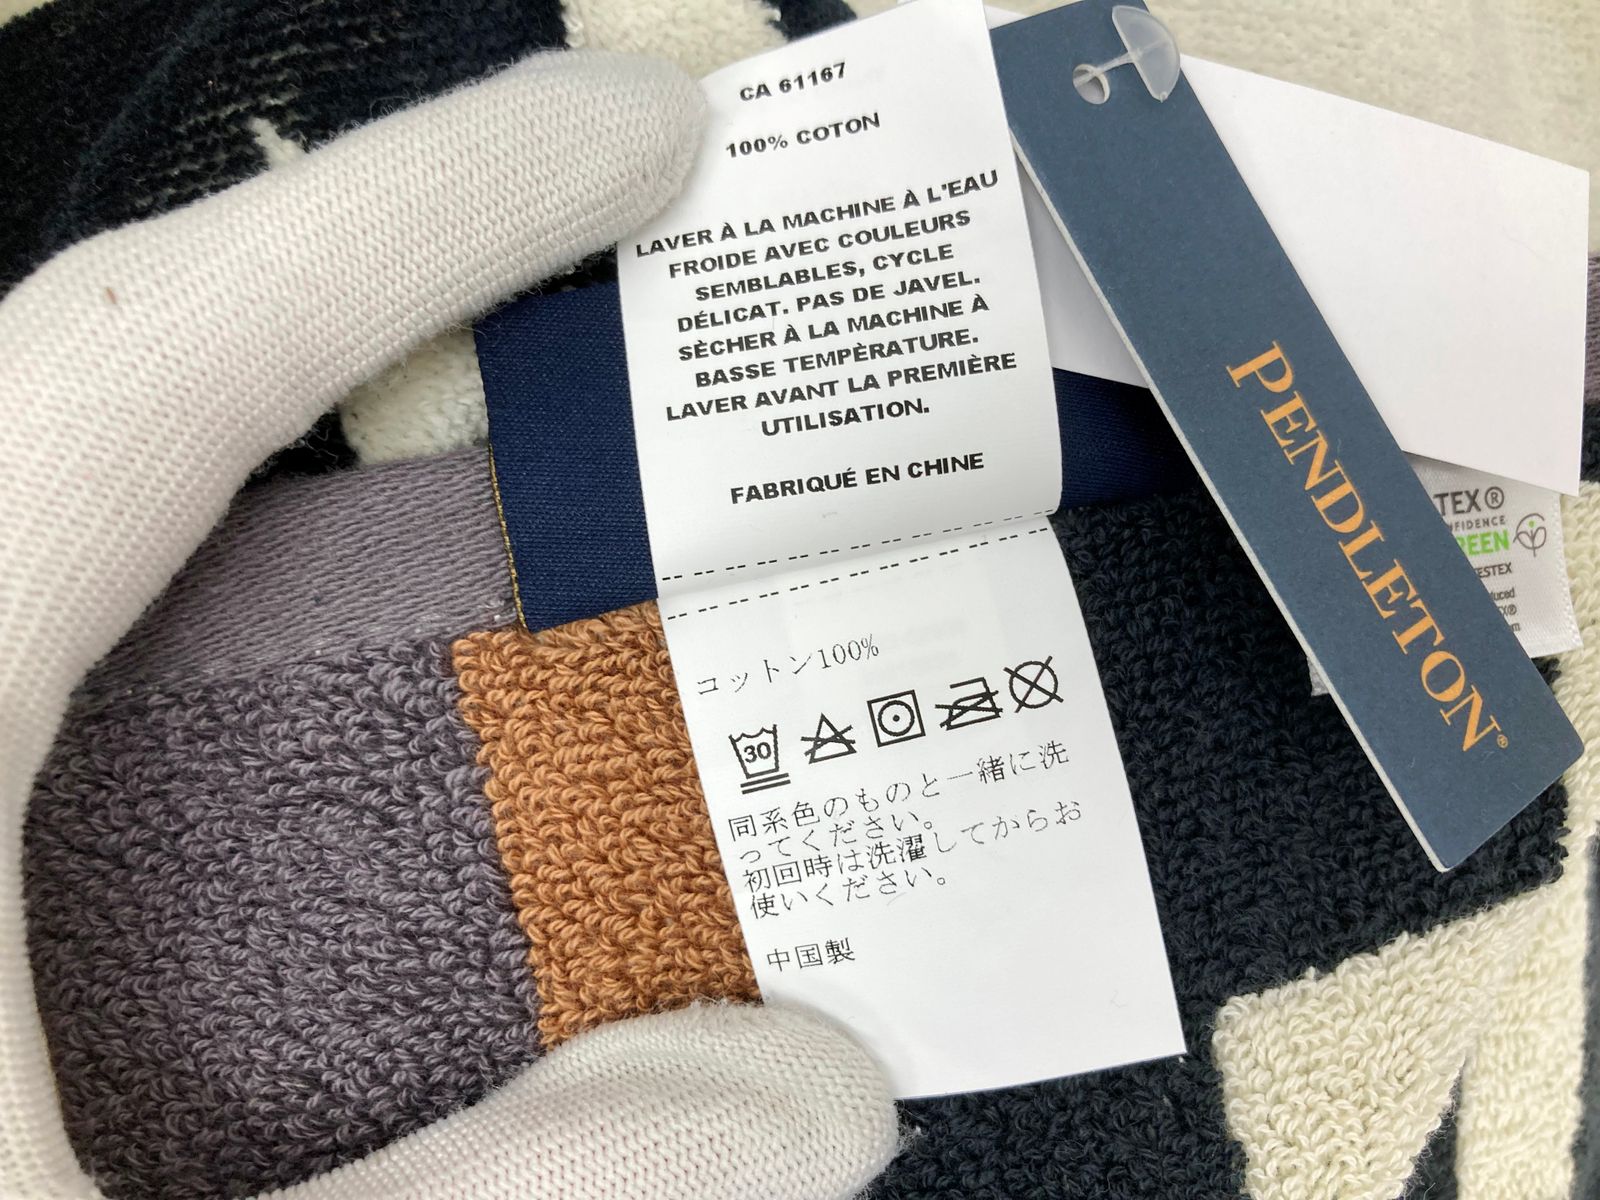 CA 61167
100% COTON
LAVER À LA MACHINE À L'EAU
FROIDE AVEC COULEURS
SEMBLABLES, CYCLE
DÉLICAT. PAS DE JAVEL.
SÈCHER À LA MACHINE À
BASSE TEMPÈRATURE.
LAVER AVANT LA PREMIÈRE
UTILISATION.
FABRIQUÉ EN CHINE
コットン100%
30
同系色のものと一緒に洗
ってください。
初回時は洗濯してからお
使いください。
中国製
PENDLETON®
TEX®